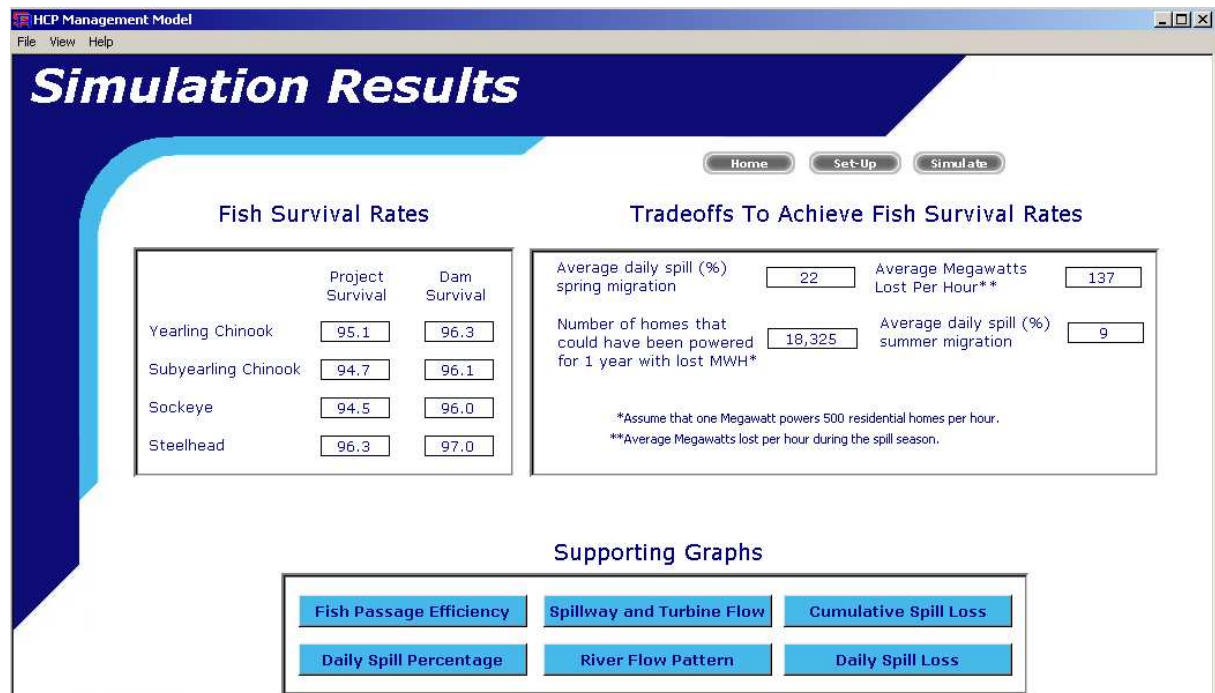 HCP Management Model
File View Help
Simulation Results
Home Set-Up Simulate
Fish Survival Rates
Project Survival
Dam Survival
Yearling Chinook 95.1 96.3
Subyearling Chinook 94.7 96.1
Sockeye 94.5 96.0
Steelhead 96.3 97.0
Tradeoffs To Achieve Fish Survival Rates
Average daily spill (%)
spring migration
22
Average Megawatts
Lost Per Hour**
137
Number of homes that
could have been powered
for 1 year with lost MWH*
18,325
Average daily spill (%)
summer migration
9
*Assume that one Megawatt powers 500 residential homes per hour.
**Average Megawatts lost per hour during the spill season.
Supporting Graphs
Fish Passage Efficiency Spillway and Turbine Flow Cumulative Spill Loss
Daily Spill Percentage River Flow Pattern Daily Spill Loss